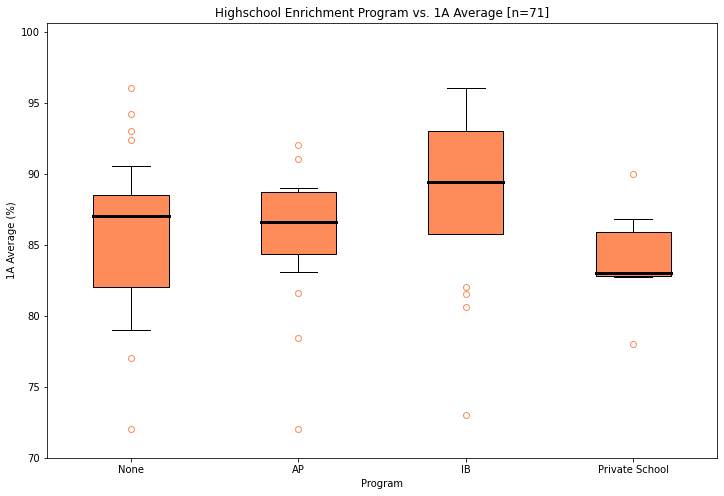 Highschool Enrichment Program vs. 1A Average [n=71]
100
95
90
85
80
75
70
1A Average (%)
None
AP
IB
Private School
Program